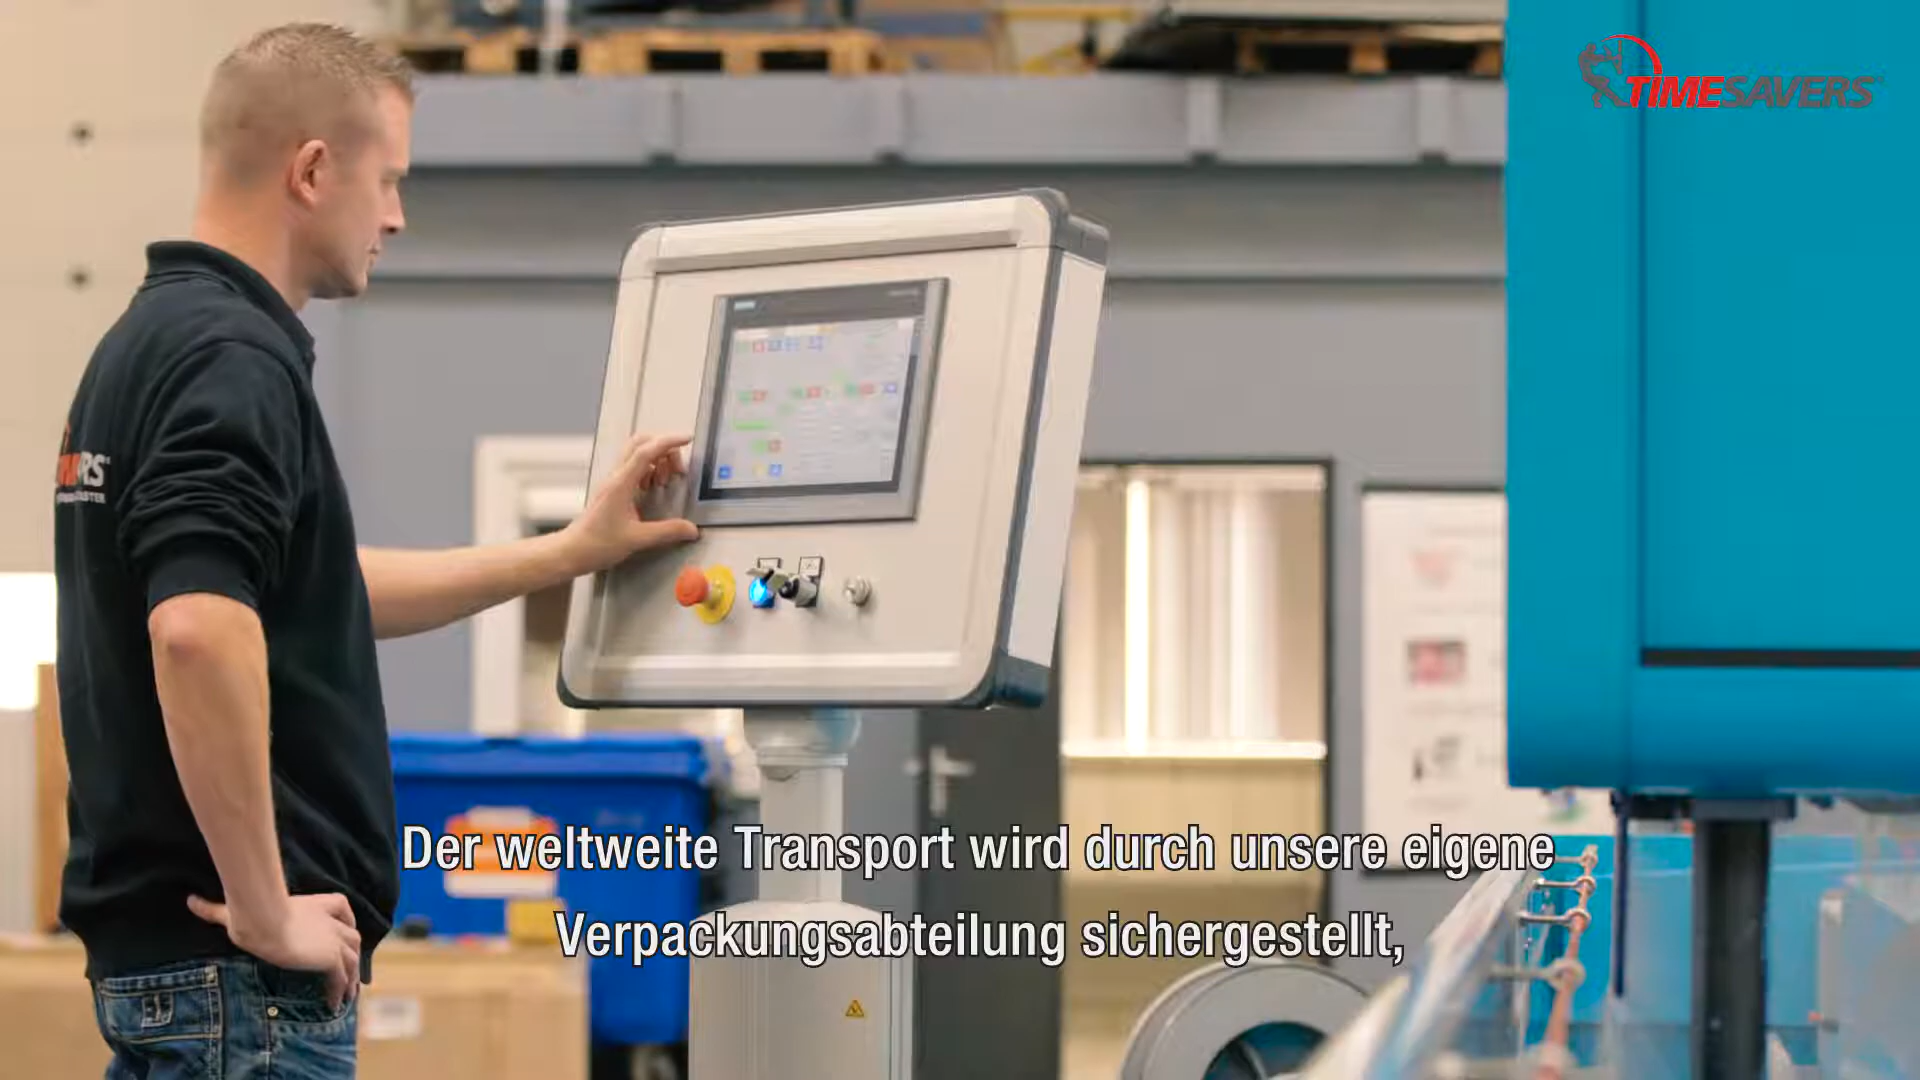 TIMESAVERS
Der weltweite Transport wird durch unsere eigene
Verpackungsabteilung sichergestellt,